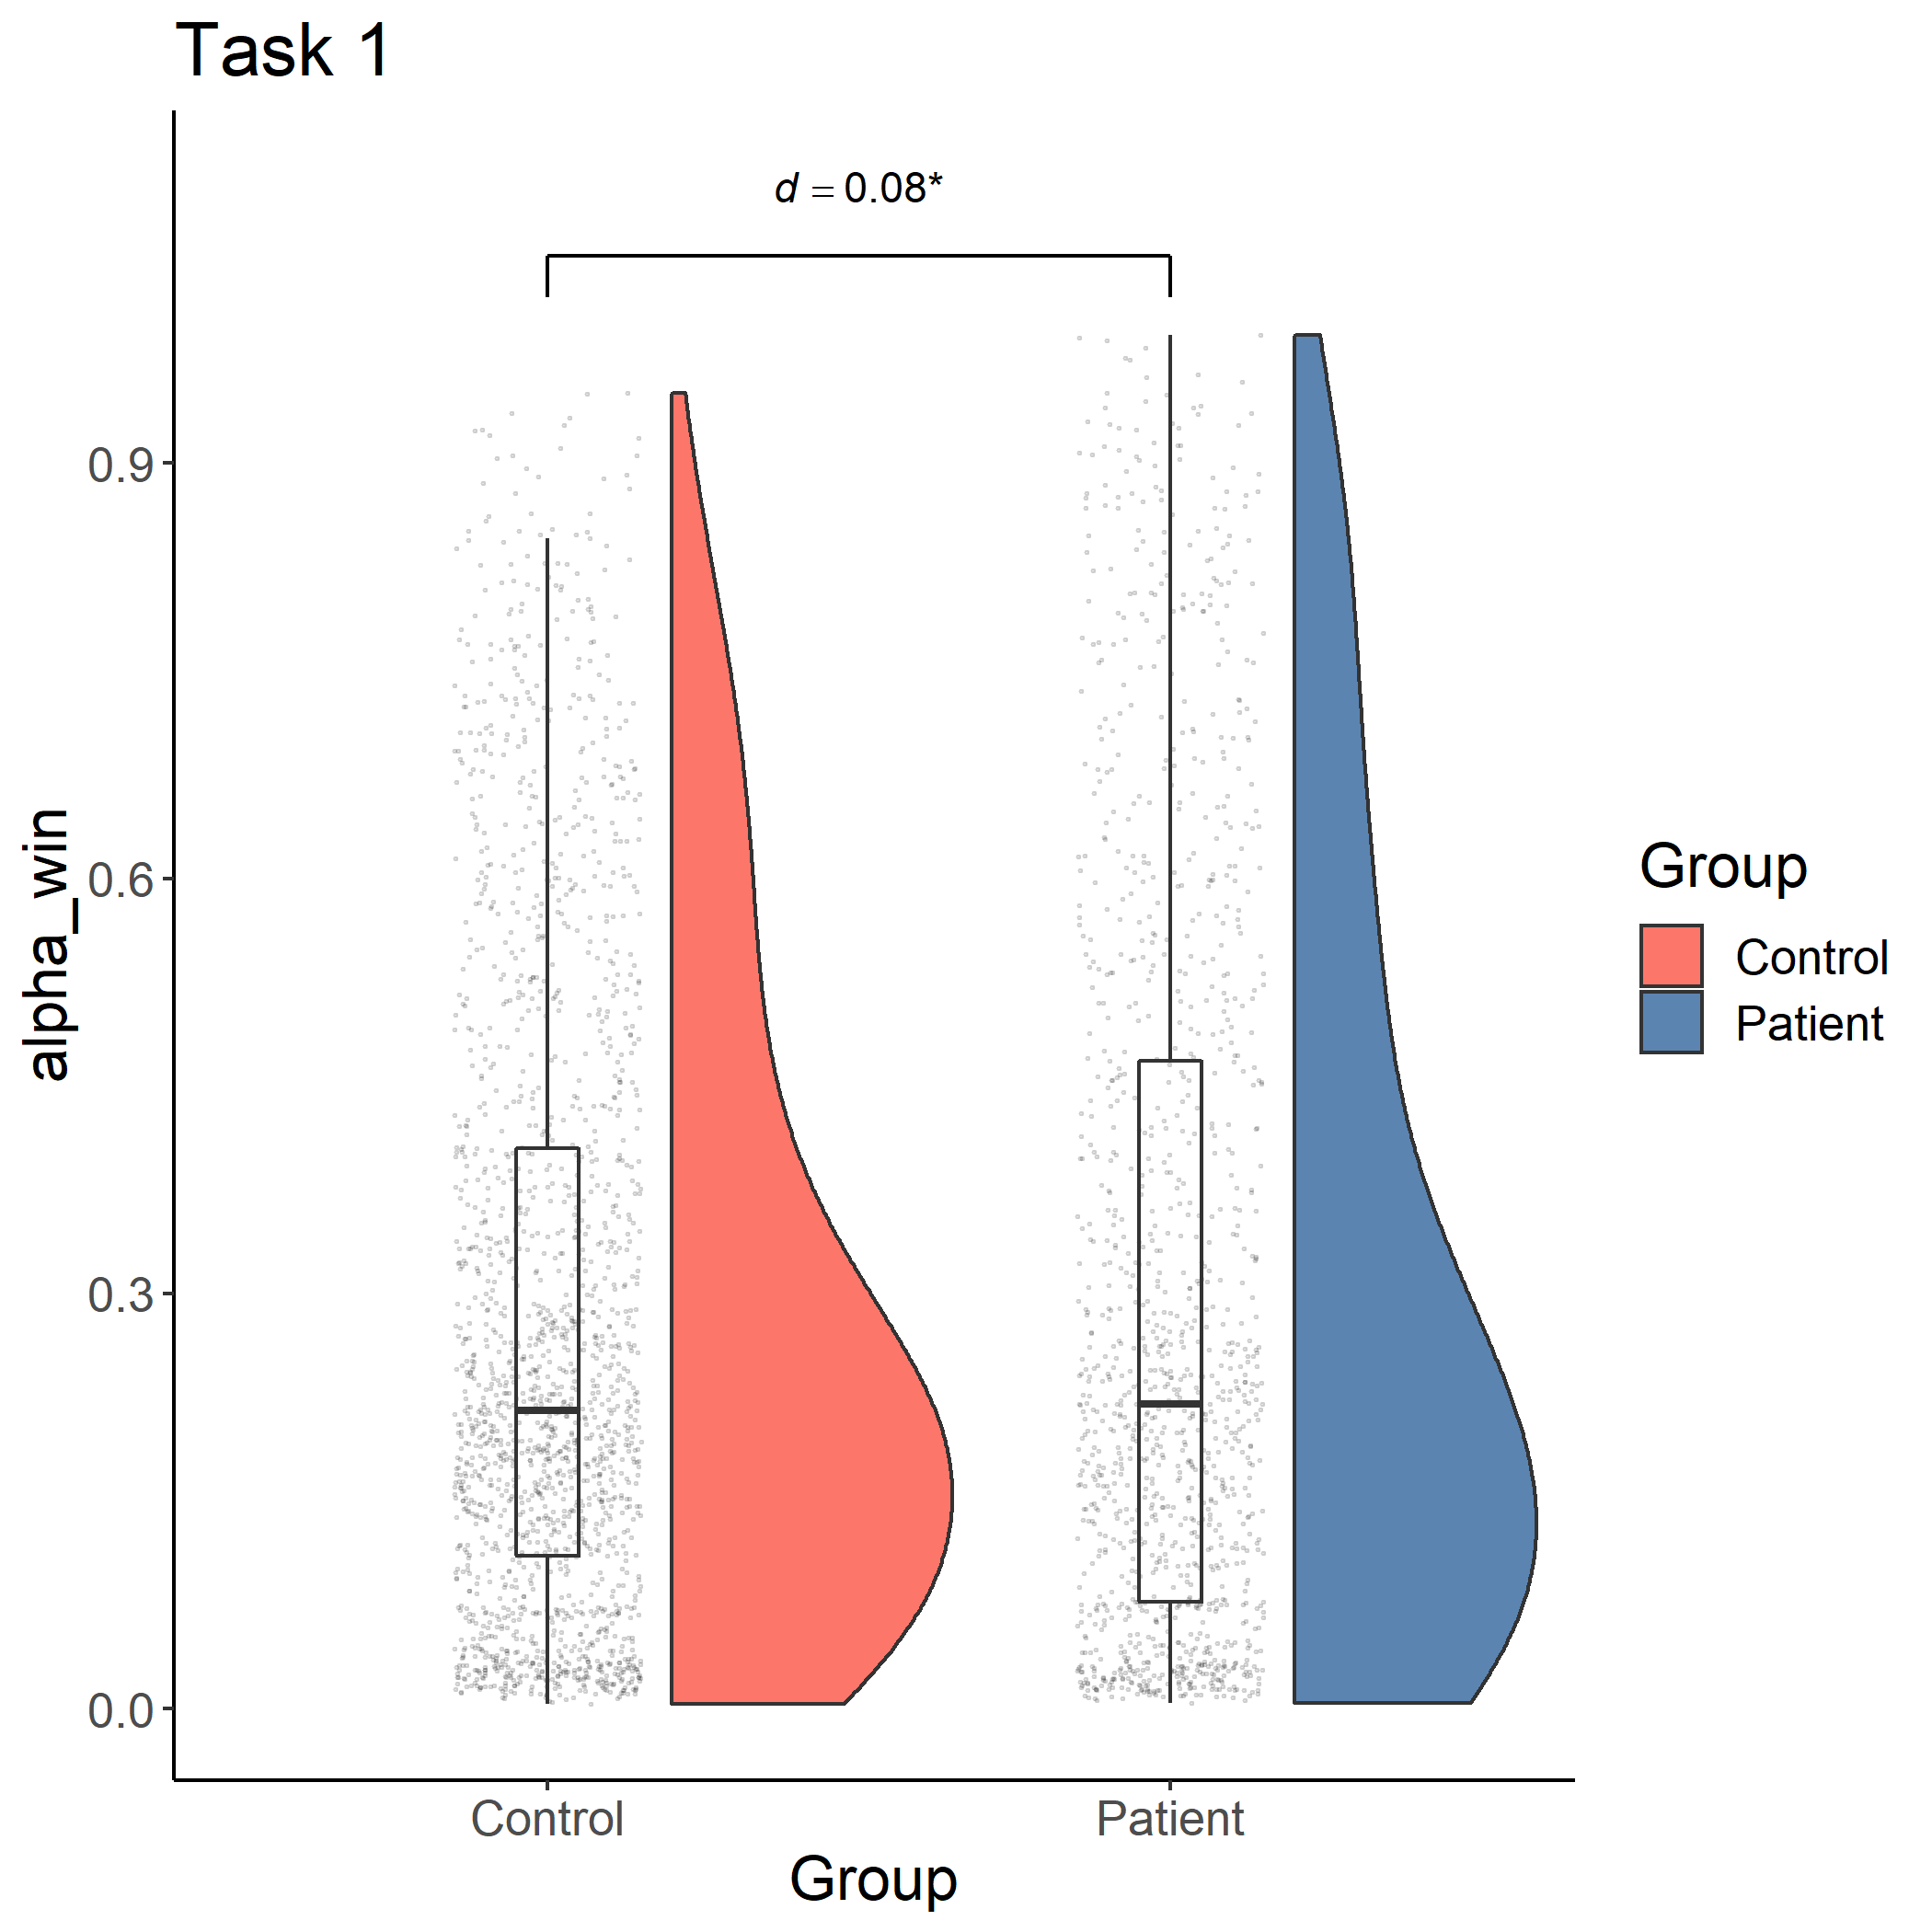 Task 1
d = 0.08*
alpha_win
0.9
0.6
0.3
0.0
Control
Patient
Group
Group
Control
Patient